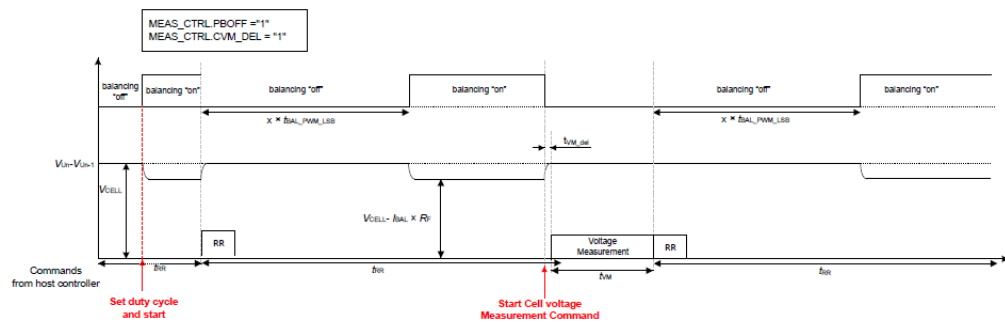 MEAS_CTRL.PBOFF ="1"
MEAS_CTRL.CVM_DEL = "1"
balancing "off"
balancing "on"
balancing "off"
balancing "on"
balancing "off"
balancing "on"
x × tBAL_PWM_LSB
x × tBAL_PWM_LSB
tVM_del
VUn-VUn-1
VCELL
VCELL- IBAL × RF
RR
Voltage
Measurement
RR
Commands
from host controller
tRR
tRR
tVM
tRR
Set duty cycle
and start
Start Cell voltage
Measurement Command